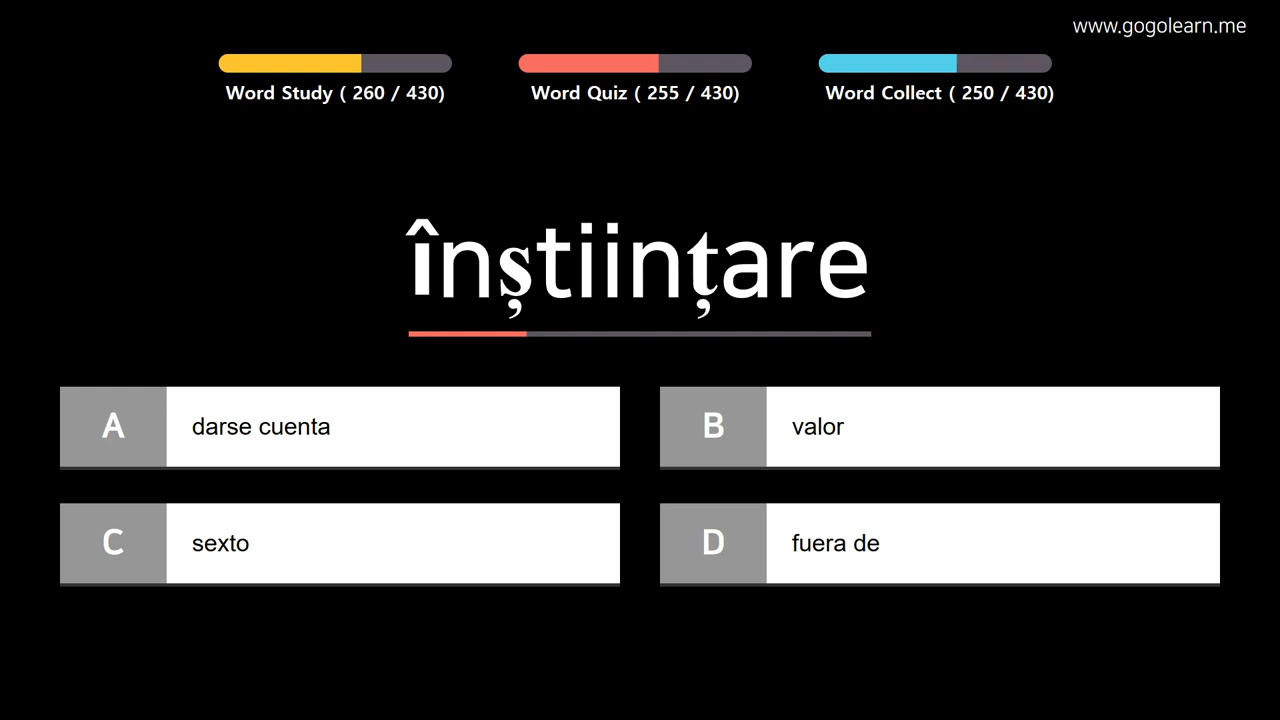 www.gogolearn.me
Word Study ( 260 / 430)
Word Quiz ( 255 / 430)
Word Collect ( 250 / 430)
înștiințare
A
darse cuenta
B
valor
C
sexto
D
fuera de